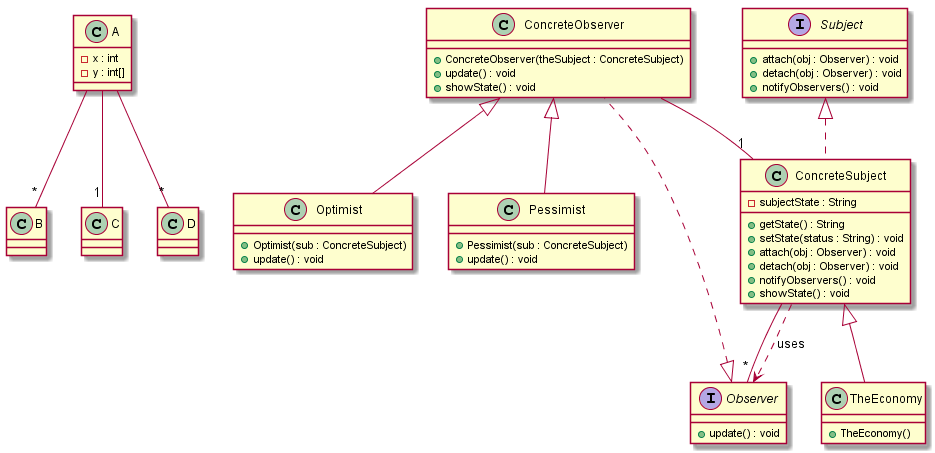 C A
x : int
y : int[]
*
1
*
C B
C C
C D
C ConcreteObserver
ConcreteObserver(theSubject : ConcreteSubject)
update() : void
showState() : void
C Optimist
Optimist(sub : ConcreteSubject)
update() : void
C Pessimist
Pessimist(sub : ConcreteSubject)
update() : void
I Subject
attach(obj : Observer) : void
detach(obj : Observer) : void
notifyObservers() : void
1
C ConcreteSubject
subjectState : String
getState() : String
setState(status : String) : void
attach(obj : Observer) : void
detach(obj : Observer) : void
notifyObservers() : void
showState() : void
uses
*
I Observer
update() : void
C TheEconomy
TheEconomy()